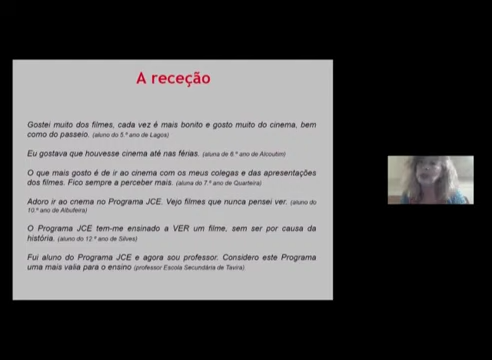 A receção
Gostei muito dos filmes, cada vez é mais bonito e gosto muito do cinema, bem
como do passeio. (aluno do 5.º ano de Lagos)
Eu gostava que houvesse cinema até nas férias. (aluna de 6.º ano de Alcoutim)
O que mais gosto é de ir ao cinema com os meus colegas e das apresentações
dos filmes. Fico sempre a perceber mais. (aluna do 7.º ano de Quarteira)
Adoro ir ao cnema no Programa JCE. Vejo filmes que nunca pensei ver. (aluno do
10.º ano de Albufeira)
O Programa JCE tem-me ensinado a VER um filme, sem ser por causa da
história. (aluno do 12.º ano de Silves)
Fui aluno do Programa JCE e agora sou professor. Considero este Programa
uma mais valia para o ensino (professor Escola Secundária de Tavira)